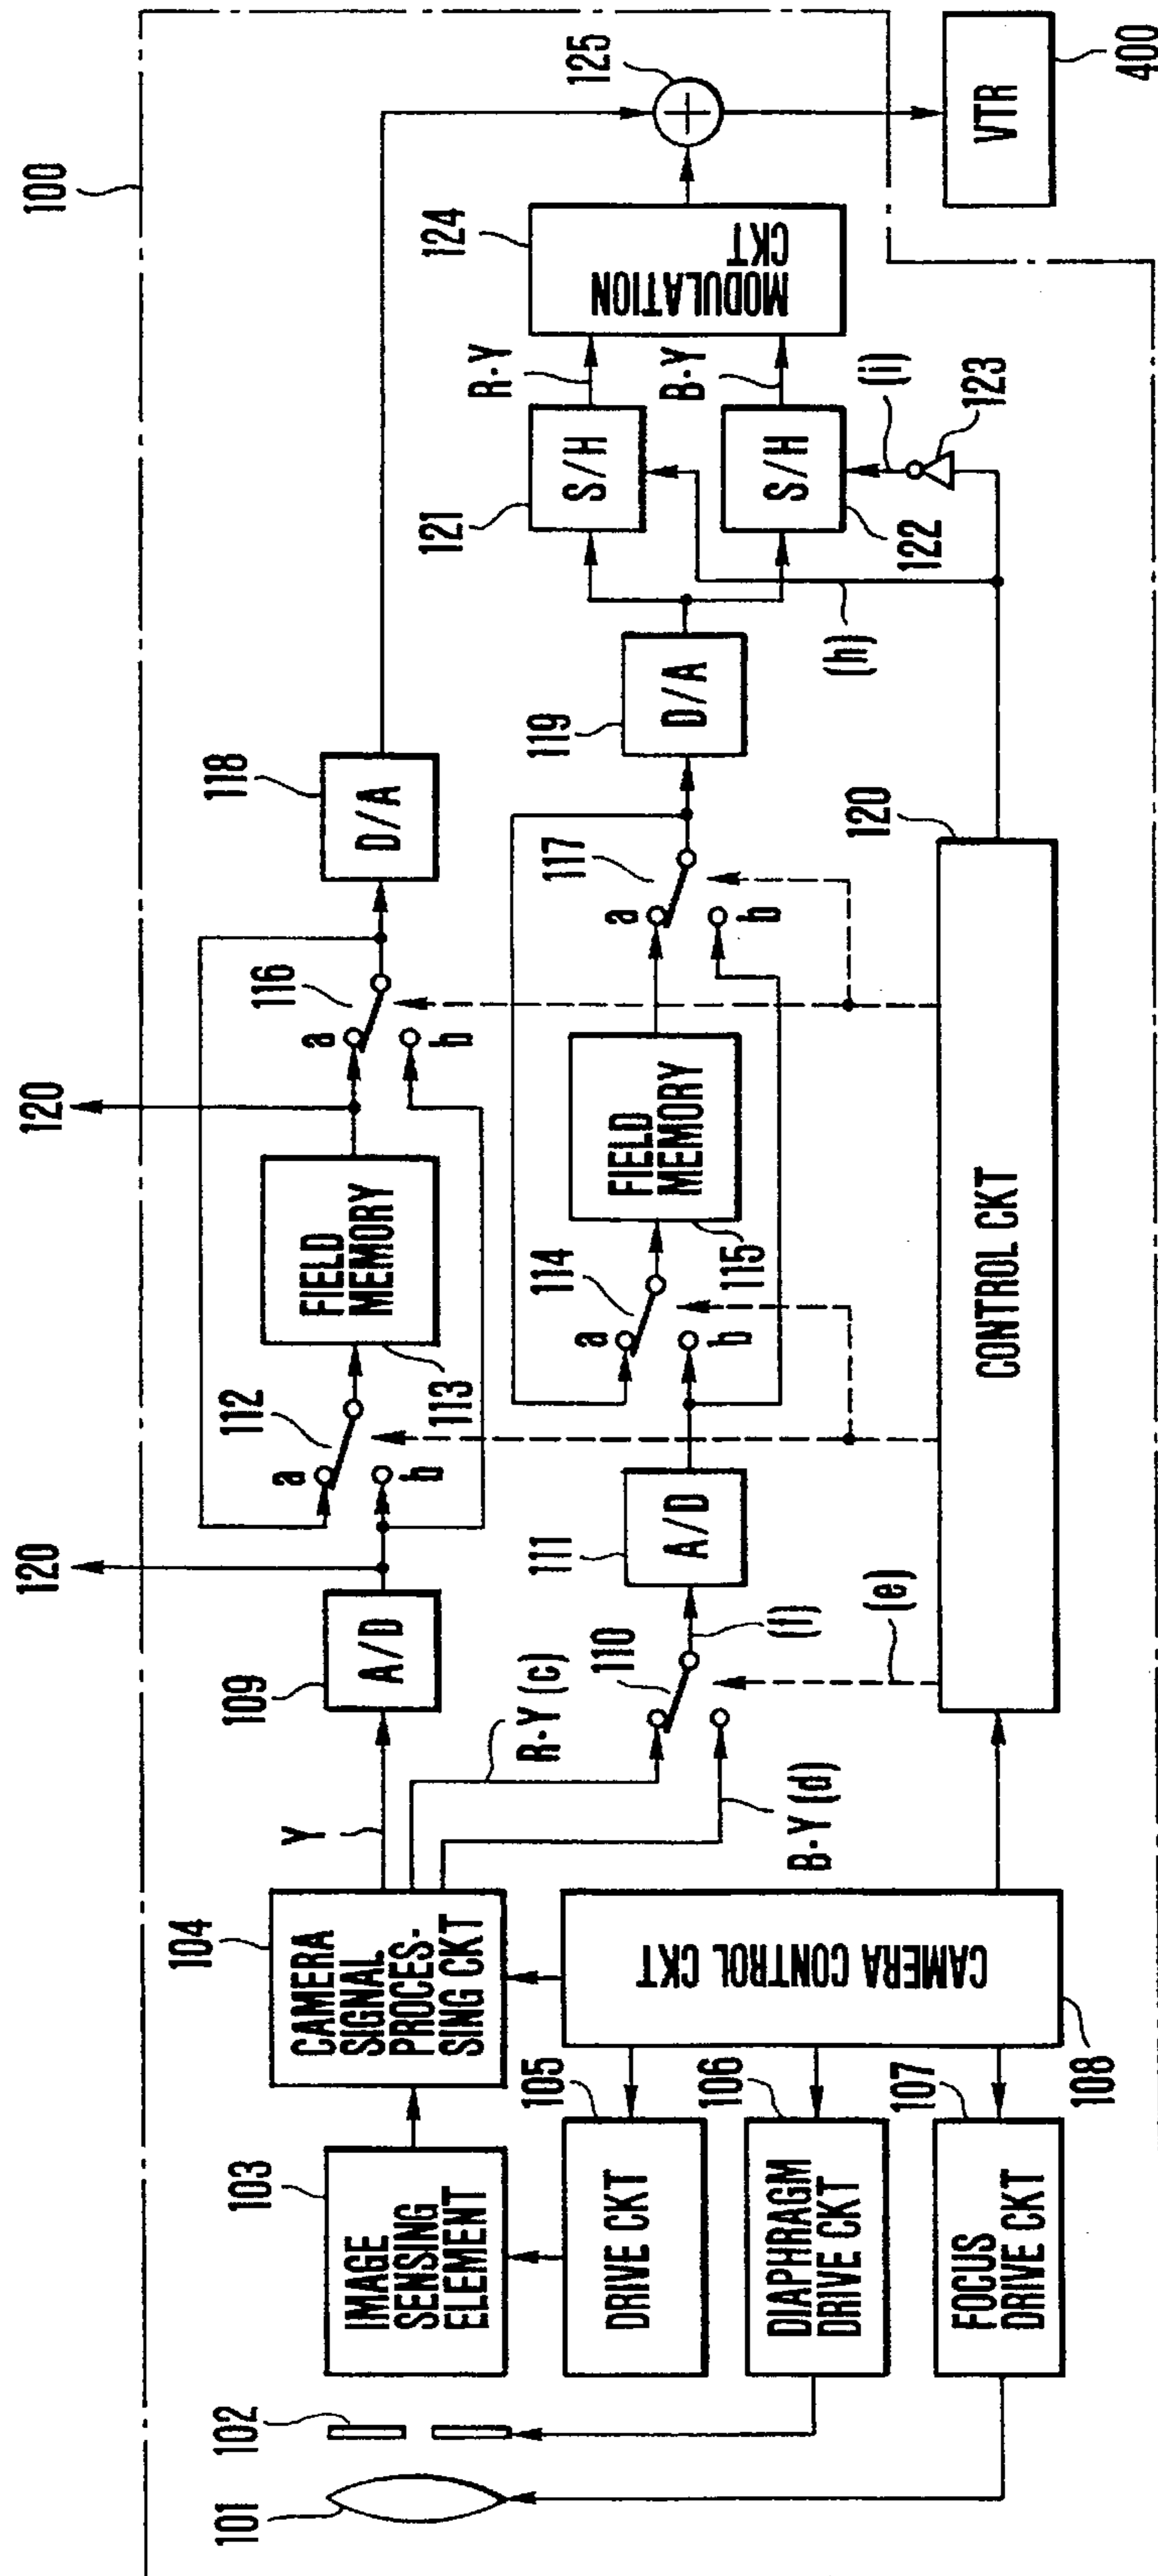 100
101
102
103
IMAGE
SENSING
ELEMENT
104
CAMERA
SIGNAL
PROCES-
SING CKT
105
DRIVE CKT
106
DIAPHRAGM
DRIVE CKT
107
FOCUS
DRIVE CKT
108
CAMERA CONTROL CKT
Y
R-Y (c)
B-Y (d)
109
A/D
120
110
(f)
(e)
111
A/D
112
a
b
113
FIELD
MEMORY
120
114
a
b
115
FIELD
MEMORY
116
a
b
117
a
b
118
D/A
119
D/A
120
CONTROL CKT
(h)
121
S/H
122
S/H
(i)
123
R-Y
B-Y
124
MODULATION
CKT
125
VTR
400